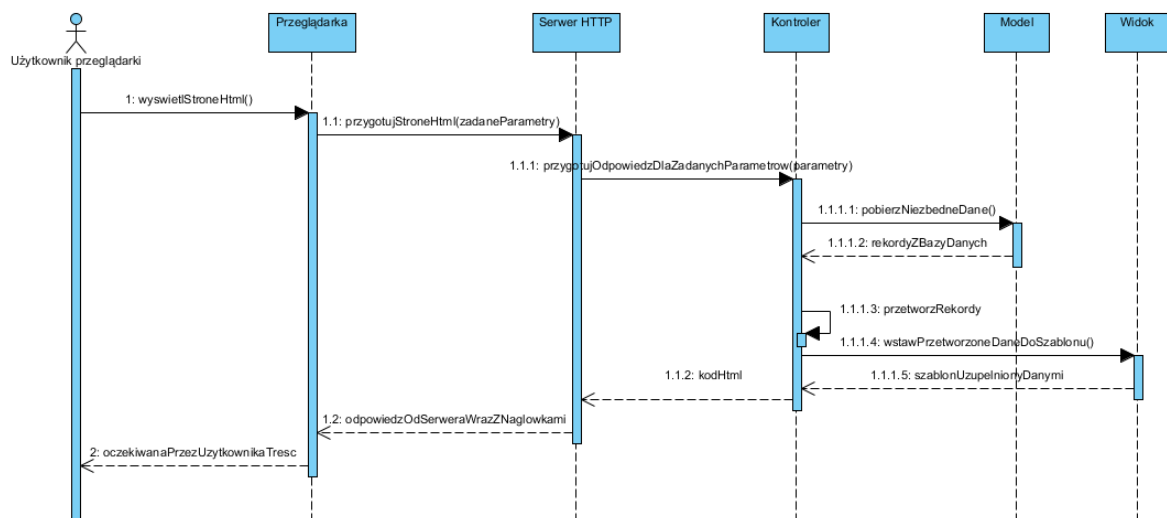 Przeglądarka
Serwer HTTP
Kontroler
Model
Widok
Użytkownik przeglądarki
1: wyswietlStroneHtml()
1.1: przygotujStroneHtml(zadaneParametry)
1.1.1: przygotujOdpowiedzDlaZadanychParametrow(parametry)
1.1.1.1: pobierzNiezbedneDane()
1.1.1.2: rekordyZBazyDanych
1.1.1.3: przetworzRekordy
1.1.1.4: wstawPrzetworzoneDaneDoSzablonu()
1.1.2: kodHtml
1.1.1.5: szablonUzupelnionyDanymi
1.2: odpowiedzOdSerweraWrazZNaglowkami
2: oczekiwanaPrzezUzytkownikaTresc